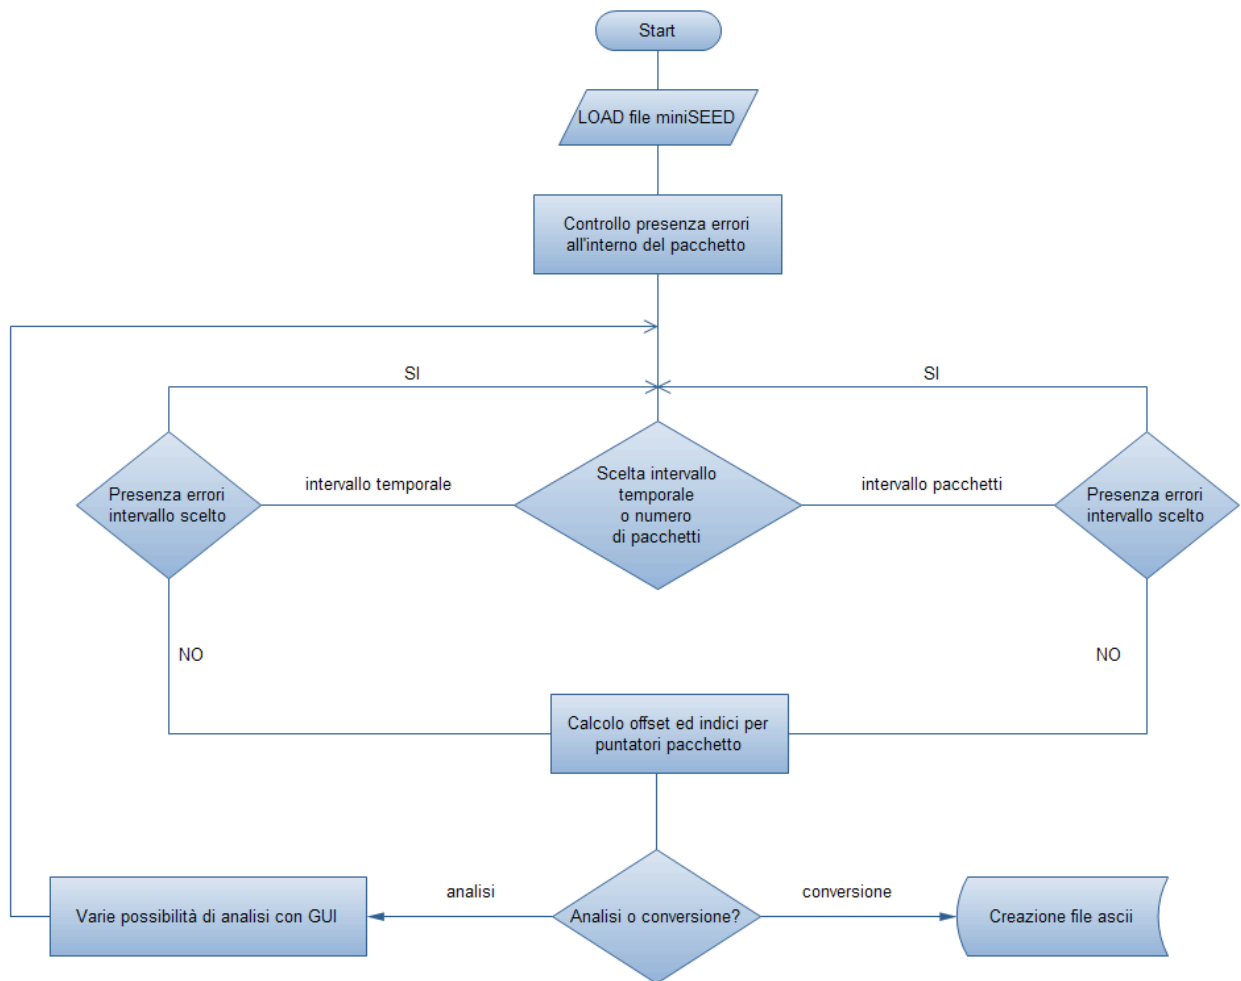 Start
LOAD file miniSEED
Controllo presenza errori
all'interno del pacchetto
SI
SI
Presenza errori
intervallo scelto
intervallo temporale
Scelta intervallo
temporale
o numero
di pacchetti
intervallo pacchetti
Presenza errori
intervallo scelto
NO
NO
Calcolo offset ed indici per
puntatori pacchetto
Varie possibilità di analisi con GUI
analisi
Analisi o conversione?
conversione
Creazione file ascii